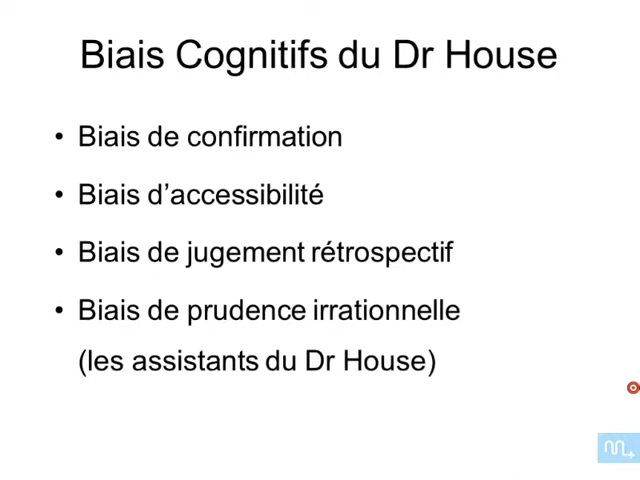 Biais Cognitifs du Dr House
• Biais de confirmation
• Biais d'accessibilité
• Biais de jugement rétrospectif
• Biais de prudence irrationnelle
(les assistants du Dr House)